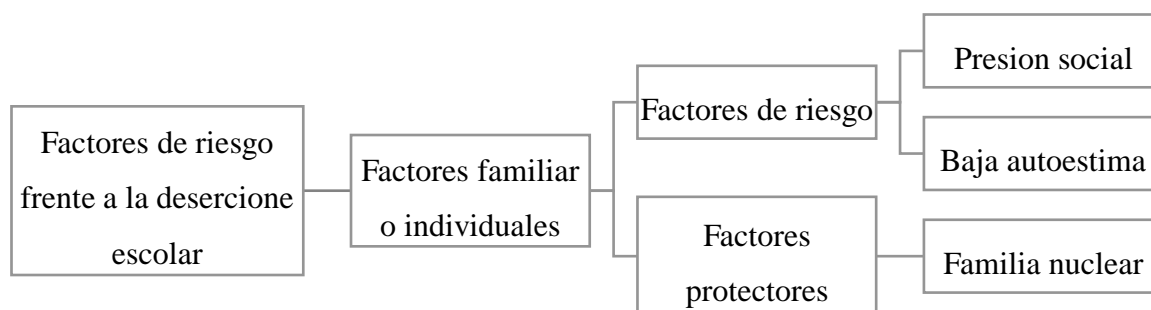 Factores de riesgo
frente a la desercione
escolar
Factores familiar
o individuales
Factores de riesgo
Presion social
Baja autoestima
Factores
protectores
Familia nuclear